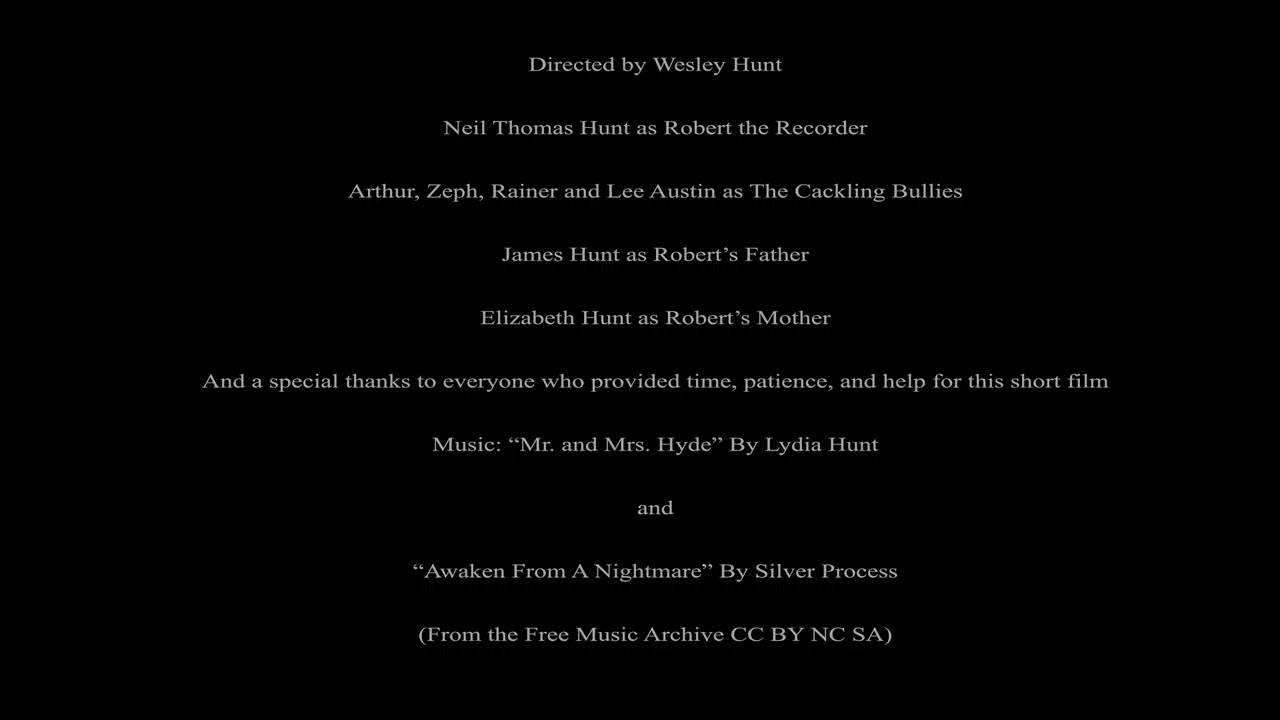 Directed by Wesley Hunt
Neil Thomas Hunt as Robert the Recorder
Arthur, Zeph, Rainer and Lee Austin as The Cackling Bullies
James Hunt as Robert’s Father
Elizabeth Hunt as Robert’s Mother
And a special thanks to everyone who provided time, patience, and help for this short film
Music: “Mr. and Mrs. Hyde” By Lydia Hunt
and
“Awaken From A Nightmare” By Silver Process
(From the Free Music Archive CC BY NC SA)